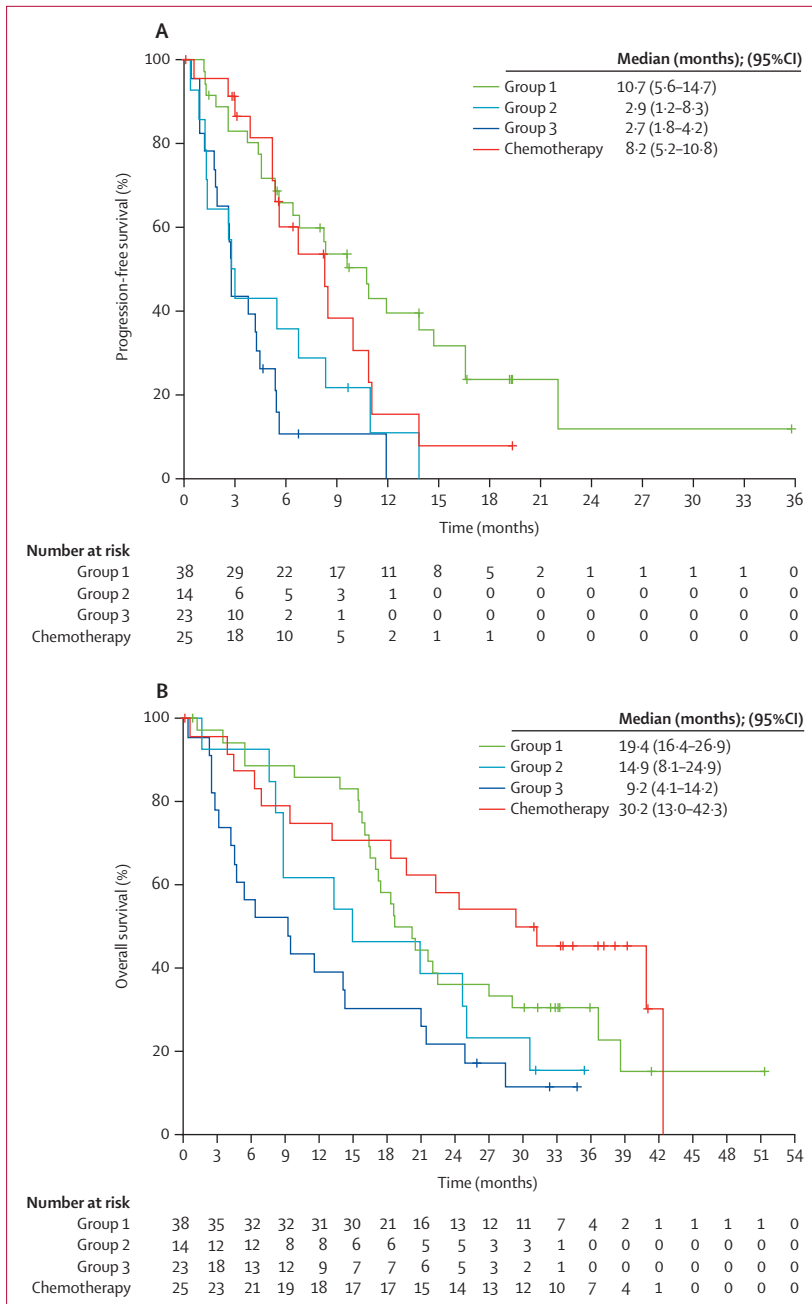 A
Median (months); (95%CI)
Group 1 10·7 (5·6–14·7)
Group 2 2·9 (1·2–8·3)
Group 3 2·7 (1·8–4·2)
Chemotherapy 8·2 (5·2–10·8)
Progression-free survival (%)
100
80
60
40
20
0
0 3 6 9 12 15 18 21 24 27 30 33 36
Time (months)
Number at risk
Group 1 38 29 22 17 11 8 5 2 1 1 1 1 0
Group 2 14 6 5 3 1 0 0 0 0 0 0 0 0
Group 3 23 10 2 1 0 0 0 0 0 0 0 0 0
Chemotherapy 25 18 10 5 2 1 1 0 0 0 0 0 0
B
Median (months); (95%CI)
Group 1 19·4 (16·4–26·9)
Group 2 14·9 (8·1–24·9)
Group 3 9·2 (4·1–14·2)
Chemotherapy 30·2 (13·0–42·3)
Overall survival (%)
100
80
60
40
20
0
0 3 6 9 12 15 18 21 24 27 30 33 36 39 42 45 48 51 54
Time (months)
Number at risk
Group 1 38 35 32 32 31 30 21 16 13 12 11 7 4 2 1 1 1 1 0
Group 2 14 12 12 8 8 6 6 5 5 3 3 1 0 0 0 0 0 0 0
Group 3 23 18 13 12 9 7 7 6 5 3 2 1 0 0 0 0 0 0 0
Chemotherapy 25 23 21 19 18 17 17 15 14 13 12 10 7 4 1 0 0 0 0